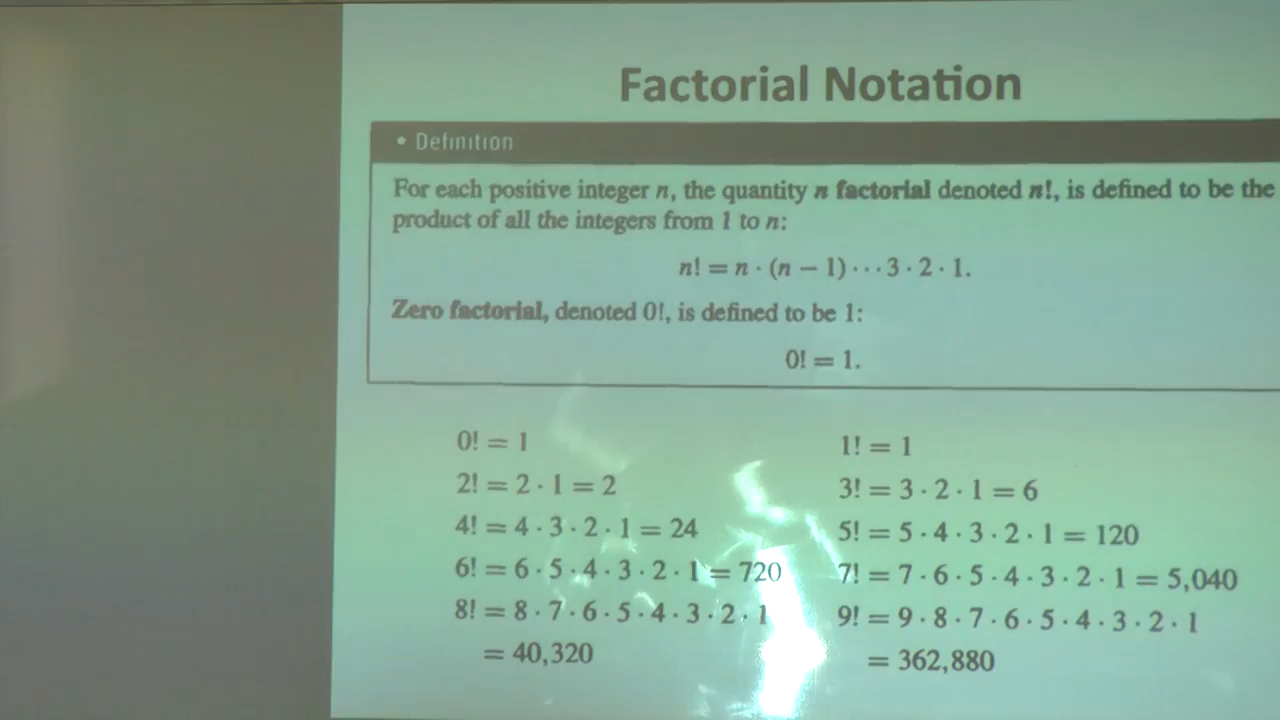 Factorial Notation
• Definition
For each positive integer n, the quantity n factorial denoted n!, is defined to be the
product of all the integers from 1 to n:
n! = n · (n − 1) · · · 3 · 2 · 1.
Zero factorial, denoted 0!, is defined to be 1:
0! = 1.
0! = 1
1! = 1
2! = 2 · 1 = 2
3! = 3 · 2 · 1 = 6
4! = 4 · 3 · 2 · 1 = 24
5! = 5 · 4 · 3 · 2 · 1 = 120
6! = 6 · 5 · 4 · 3 · 2 · 1 = 720
7! = 7 · 6 · 5 · 4 · 3 · 2 · 1 = 5,040
8! = 8 · 7 · 6 · 5 · 4 · 3 · 2 · 1
= 40,320
9! = 9 · 8 · 7 · 6 · 5 · 4 · 3 · 2 · 1
= 362,880